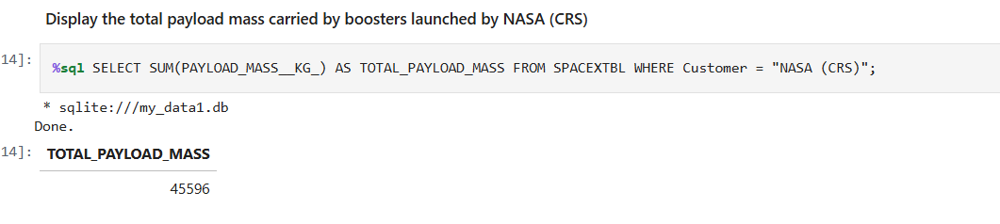 Display the total payload mass carried by boosters launched by NASA (CRS)
14]: %sql SELECT SUM(PAYLOAD_MASS__KG_) AS TOTAL_PAYLOAD_MASS FROM SPACEXTBL WHERE Customer = "NASA (CRS)";
* sqlite:///my_data1.db
Done.
14]: TOTAL_PAYLOAD_MASS
45596